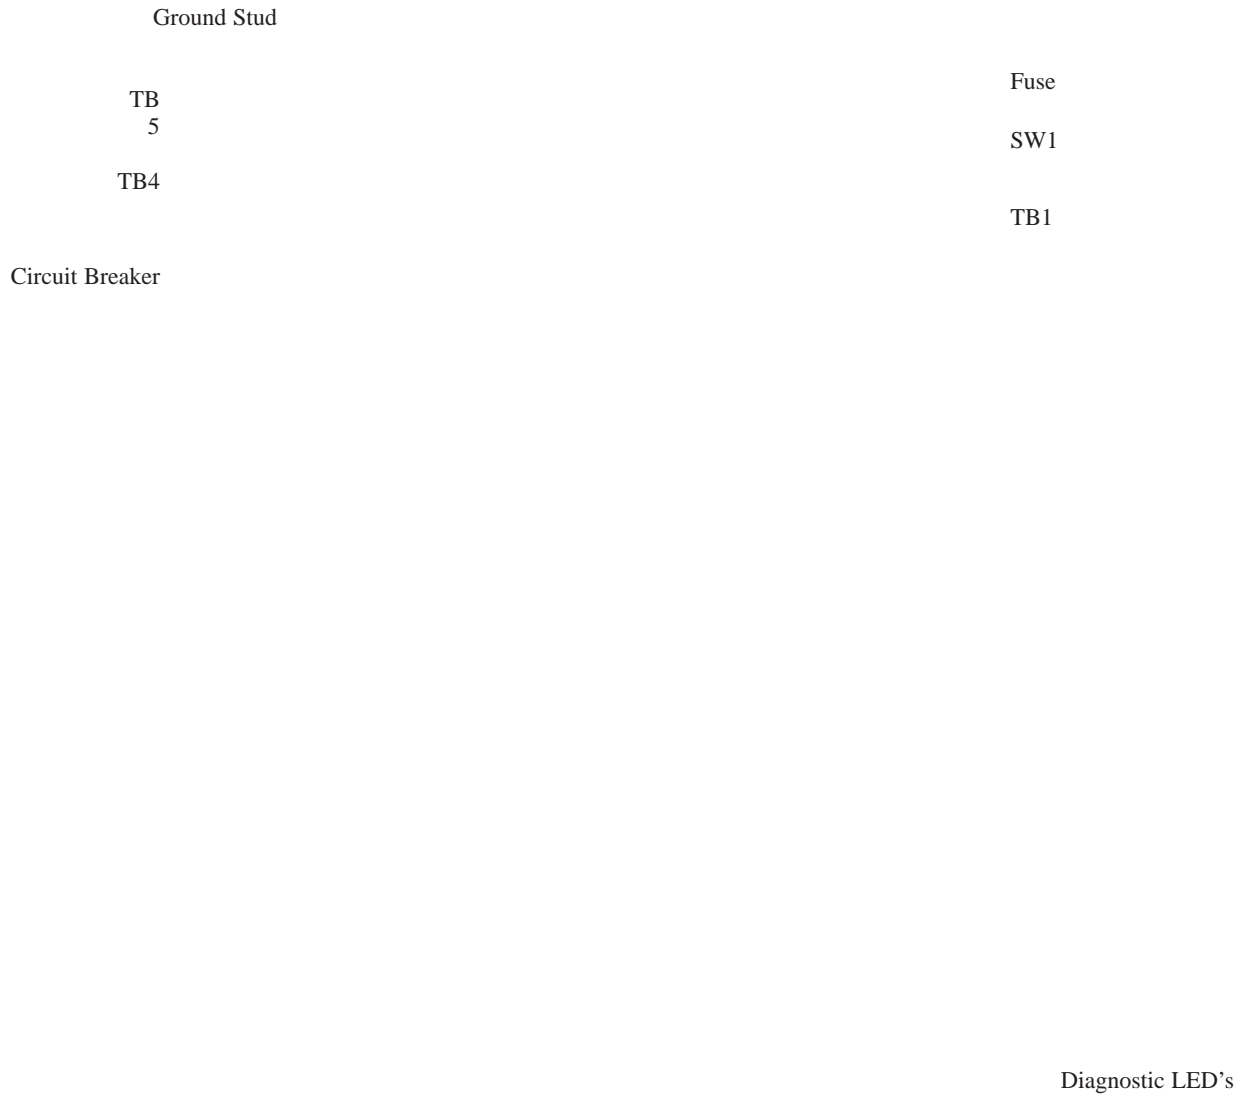 Ground Stud
Fuse
TB
5
SW1
TB4
TB1
Circuit Breaker
Diagnostic LED’s